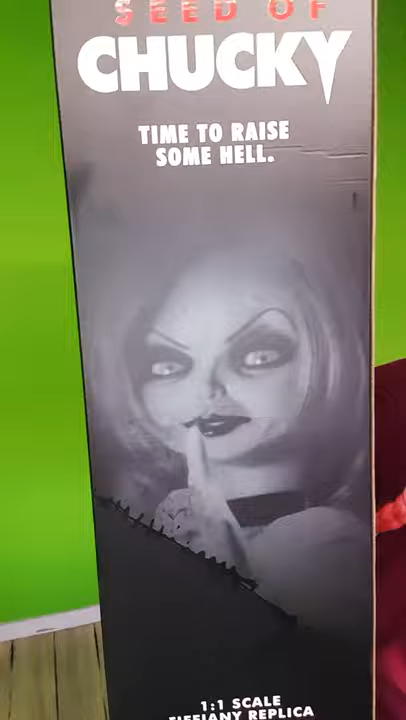 SEED OF
CHUCKY
TIME TO RAISE
SOME HELL.
1:1 SCALE
TIFFANY REPLICA